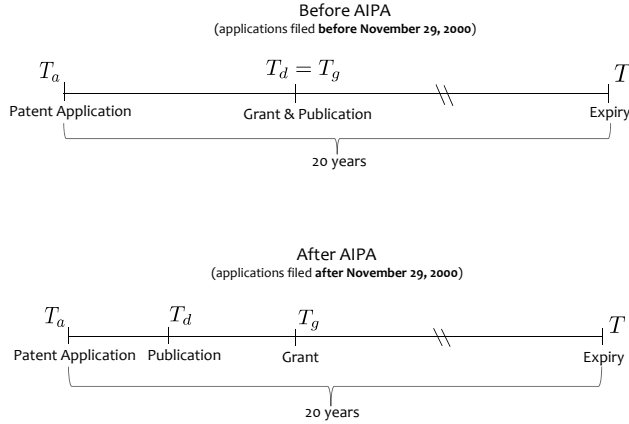 Before AIPA
(applications filed before November 29, 2000)
T_a T_d = T_g T
Patent Application Grant & Publication Expiry
20 years
After AIPA
(applications filed after November 29, 2000)
T_a T_d T_g T
Patent Application Publication Grant Expiry
20 years